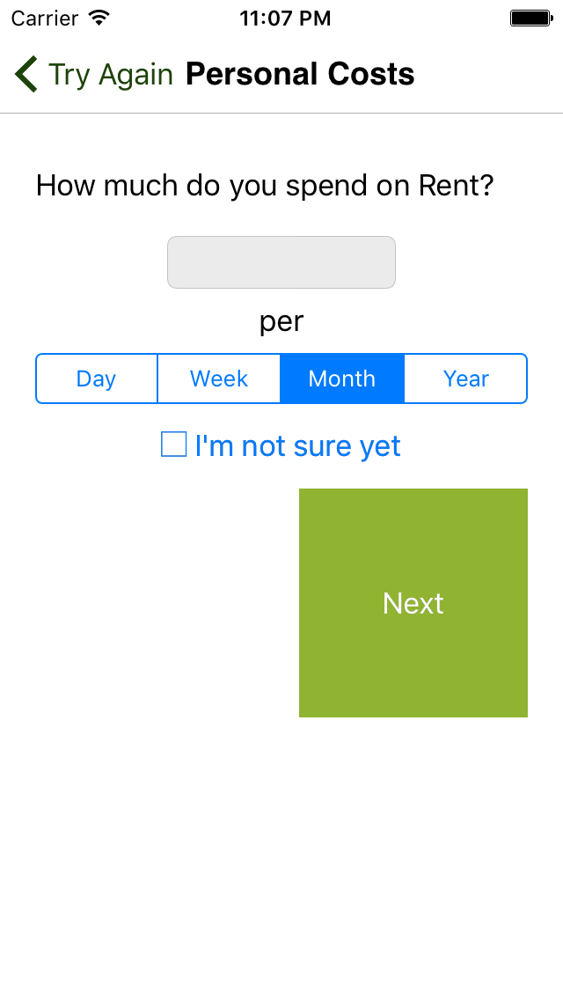 Carrier 11:07 PM
Try Again Personal Costs
How much do you spend on Rent?
per
Day Week Month Year
I'm not sure yet
Next